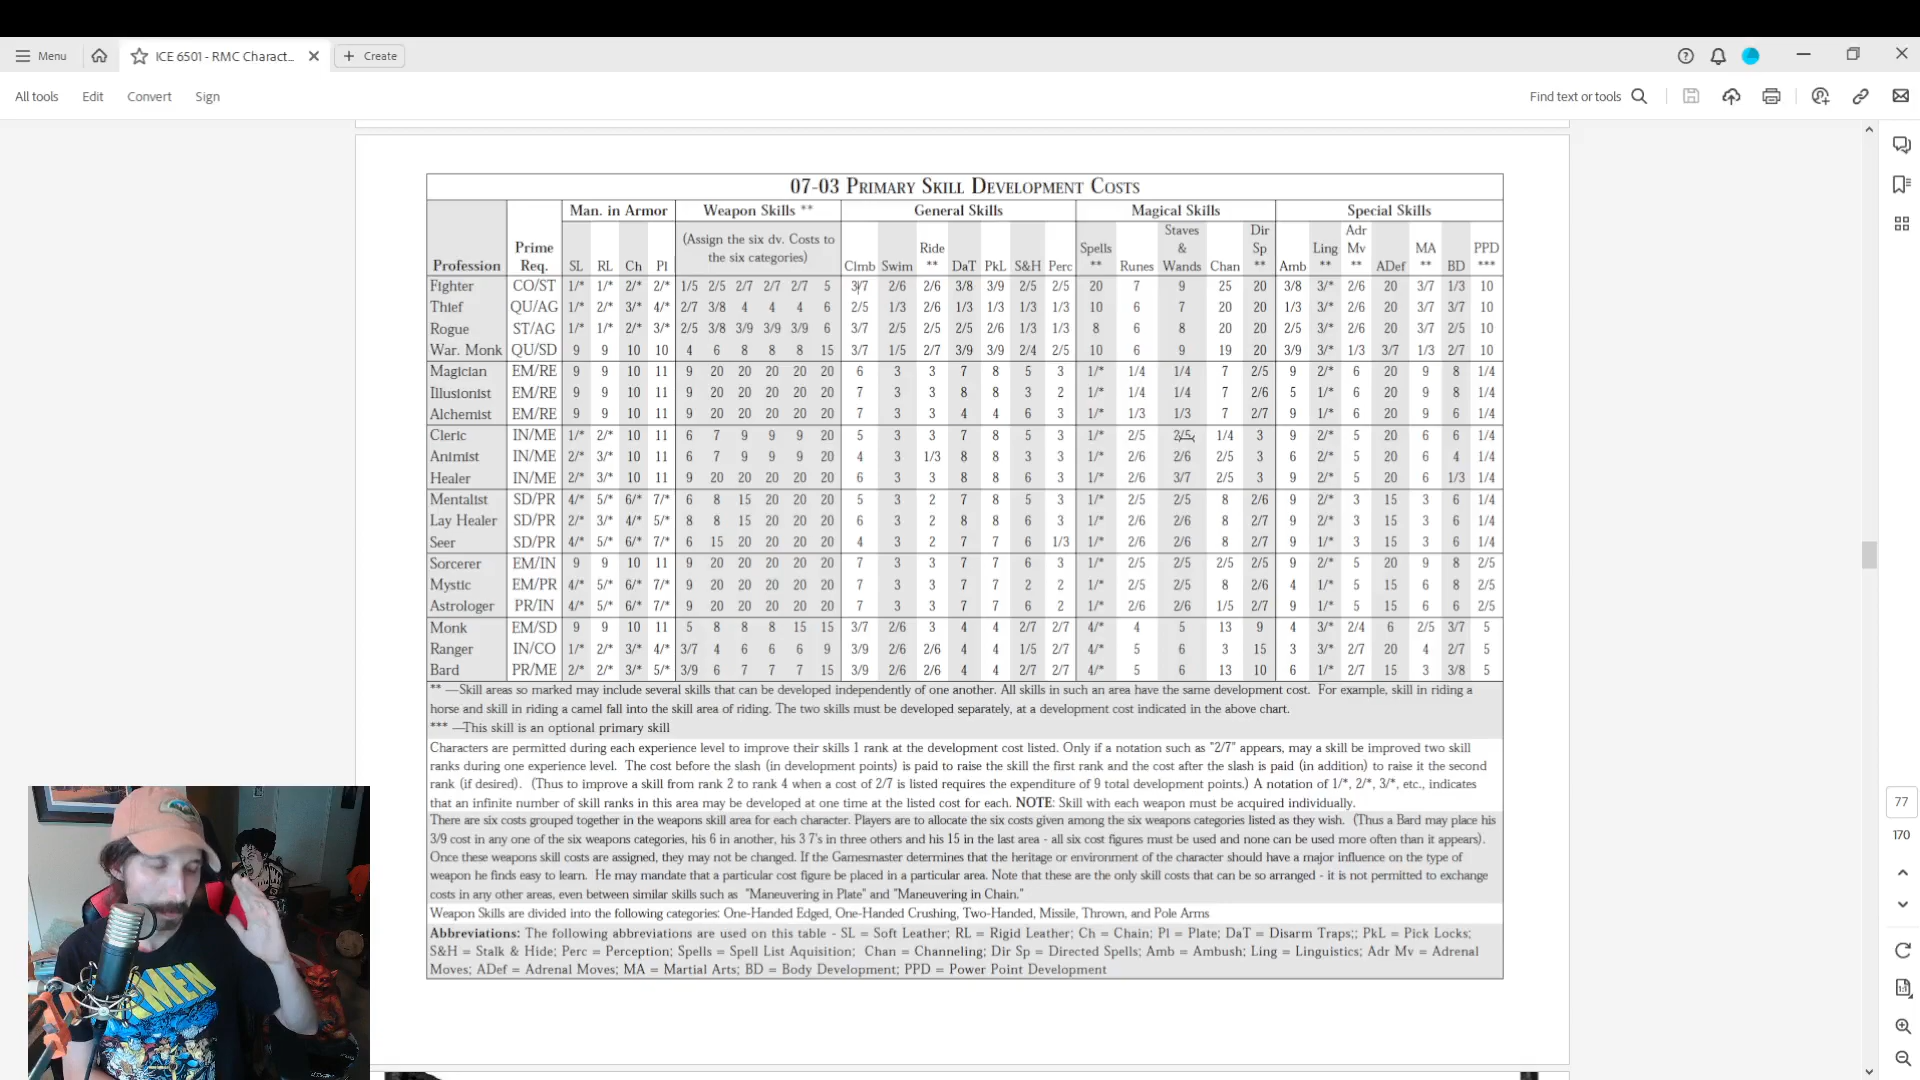 Menu
ICE 6501 - RMC Charact...
Create
All tools Edit Convert Sign
Find text or tools
07-03 PRIMARY SKILL DEVELOPMENT COSTS
Man. in Armor Weapon Skills ** General Skills Magical Skills Special Skills
(Assign the six dv. Costs to the six categories)
Profession Prime Req. SL RL Ch Pl Clmb Swim Ride ** DaT PkL S&H Perc Spells ** Runes Staves & Wands Chan Dir Sp ** Amb Ling ** Adr Mv ** ADef MA ** BD PPD ***
Fighter CO/ST 1/* 1/* 2/* 2/* 1/5 2/5 2/7 2/7 2/7 5 3/7 2/6 2/6 3/8 3/9 2/5 2/5 20 7 9 25 20 3/8 3/* 2/6 20 3/7 1/3 10
Thief QU/AG 1/* 2/* 3/* 4/* 2/7 3/8 4 4 4 6 2/5 1/3 2/6 1/3 1/3 1/3 1/3 10 6 7 20 20 1/3 3/* 2/6 20 3/7 3/7 10
Rogue ST/AG 1/* 1/* 2/* 3/* 2/5 3/8 3/9 3/9 3/9 6 3/7 2/5 2/5 2/5 2/6 1/3 1/3 8 6 8 20 20 2/5 3/* 2/6 20 3/7 2/5 10
War. Monk QU/SD 9 9 10 10 4 6 8 8 8 15 3/7 1/5 2/7 3/9 3/9 2/4 2/5 10 6 9 19 20 3/9 3/* 1/3 3/7 1/3 2/7 10
Magician EM/RE 9 9 10 11 9 20 20 20 20 20 6 3 3 7 8 5 3 1/* 1/4 1/4 7 2/5 9 2/* 6 20 9 8 1/4
Illusionist EM/RE 9 9 10 11 9 20 20 20 20 20 7 3 3 8 8 3 2 1/* 1/4 1/4 7 2/6 5 1/* 6 20 9 8 1/4
Alchemist EM/RE 9 9 10 11 9 20 20 20 20 20 7 3 3 4 4 6 3 1/* 1/3 1/3 7 2/7 9 1/* 6 20 9 6 1/4
Cleric IN/ME 1/* 2/* 10 11 6 7 9 9 9 20 5 3 3 7 8 5 3 1/* 2/5 2/5 1/4 3 9 2/* 5 20 6 6 1/4
Animist IN/ME 2/* 3/* 10 11 6 7 9 9 9 20 4 3 1/3 8 8 3 3 1/* 2/6 2/6 2/5 3 6 2/* 5 20 6 4 1/4
Healer IN/ME 2/* 3/* 10 11 9 20 20 20 20 20 6 3 3 8 8 6 3 1/* 2/6 3/7 2/5 3 9 2/* 5 20 6 1/3 1/4
Mentalist SD/PR 4/* 5/* 6/* 7/* 6 8 15 20 20 20 5 3 2 7 8 5 3 1/* 2/5 2/5 8 2/6 9 2/* 3 15 3 6 1/4
Lay Healer SD/PR 2/* 3/* 4/* 5/* 8 8 15 20 20 20 6 3 2 8 8 6 3 1/* 2/6 2/6 8 2/7 9 2/* 3 15 3 6 1/4
Seer SD/PR 4/* 5/* 6/* 7/* 6 15 20 20 20 20 4 3 2 7 7 6 1/3 1/* 2/6 2/6 8 2/7 9 1/* 3 15 3 6 1/4
Sorcerer EM/IN 9 9 10 11 9 20 20 20 20 20 7 3 3 7 7 6 3 1/* 2/5 2/5 2/5 2/5 9 2/* 5 20 9 8 2/5
Mystic EM/PR 4/* 5/* 6/* 7/* 9 20 20 20 20 20 7 3 3 7 7 2 2 1/* 2/5 2/5 8 2/6 4 1/* 5 15 6 8 2/5
Astrologer PR/IN 4/* 5/* 6/* 7/* 9 20 20 20 20 20 7 3 3 7 7 6 2 1/* 2/6 2/6 1/5 2/7 9 1/* 5 15 6 6 2/5
Monk EM/SD 9 9 10 11 5 8 8 8 15 15 3/7 2/6 3 4 4 2/7 2/7 4/* 4 5 13 9 4 3/* 2/4 6 2/5 3/7 5
Ranger IN/CO 1/* 2/* 3/* 4/* 3/7 4 6 6 6 9 3/9 2/6 2/6 4 4 1/5 2/7 4/* 5 6 3 15 3 3/* 2/7 20 4 2/7 5
Bard PR/ME 2/* 2/* 3/* 5/* 3/9 6 7 7 7 15 3/9 2/6 2/6 4 4 2/7 2/7 4/* 5 6 13 10 6 1/* 2/7 15 3 3/8 5
** —Skill areas so marked may include several skills that can be developed independently of one another. All skills in such an area have the same development cost. For example, skill in riding a
horse and skill in riding a camel fall into the skill area of riding. The two skills must be developed separately, at a development cost indicated in the above chart.
*** —This skill is an optional primary skill
Characters are permitted during each experience level to improve their skills 1 rank at the development cost listed. Only if a notation such as "2/7" appears, may a skill be improved two skill
ranks during one experience level. The cost before the slash (in development points) is paid to raise the skill the first rank and the cost after the slash is paid (in addition) to raise it the second
rank (if desired). (Thus to improve a skill from rank 2 to rank 4 when a cost of 2/7 is listed requires the expenditure of 9 total development points.) A notation of 1/*, 2/*, 3/*, etc., indicates
that an infinite number of skill ranks in this area may be developed at one time at the listed cost for each. NOTE: Skill with each weapon must be acquired individually.
There are six costs grouped together in the weapons skill area for each character. Players are to allocate the six costs given among the six weapons categories listed as they wish. (Thus a Bard may place his
3/9 cost in any one of the six weapons categories, his 6 in another, his 3 7's in three others and his 15 in the last area - all six cost figures must be used and none can be used more often than it appears).
Once these weapons skill costs are assigned, they may not be changed. If the Gamesmaster determines that the heritage or environment of the character should have a major influence on the type of
weapon he finds easy to learn. He may mandate that a particular cost figure be placed in a particular area. Note that these are the only skill costs that can be so arranged - it is not permitted to exchange
costs in any other areas, even between similar skills such as "Maneuvering in Plate" and "Maneuvering in Chain."
Weapon Skills are divided into the following categories: One-Handed Edged, One-Handed Crushing, Two-Handed, Missile, Thrown, and Pole Arms
Abbreviations: The following abbreviations are used on this table - SL = Soft Leather; RL = Rigid Leather; Ch = Chain; Pl = Plate; DaT = Disarm Traps;; PkL = Pick Locks;
S&H = Stalk & Hide; Perc = Perception; Spells = Spell List Aquisition; Chan = Channeling; Dir Sp = Directed Spells; Amb = Ambush; Ling = Linguistics; Adr Mv = Adrenal
Moves; ADef = Adrenal Moves; MA = Martial Arts; BD = Body Development; PPD = Power Point Development
77
170